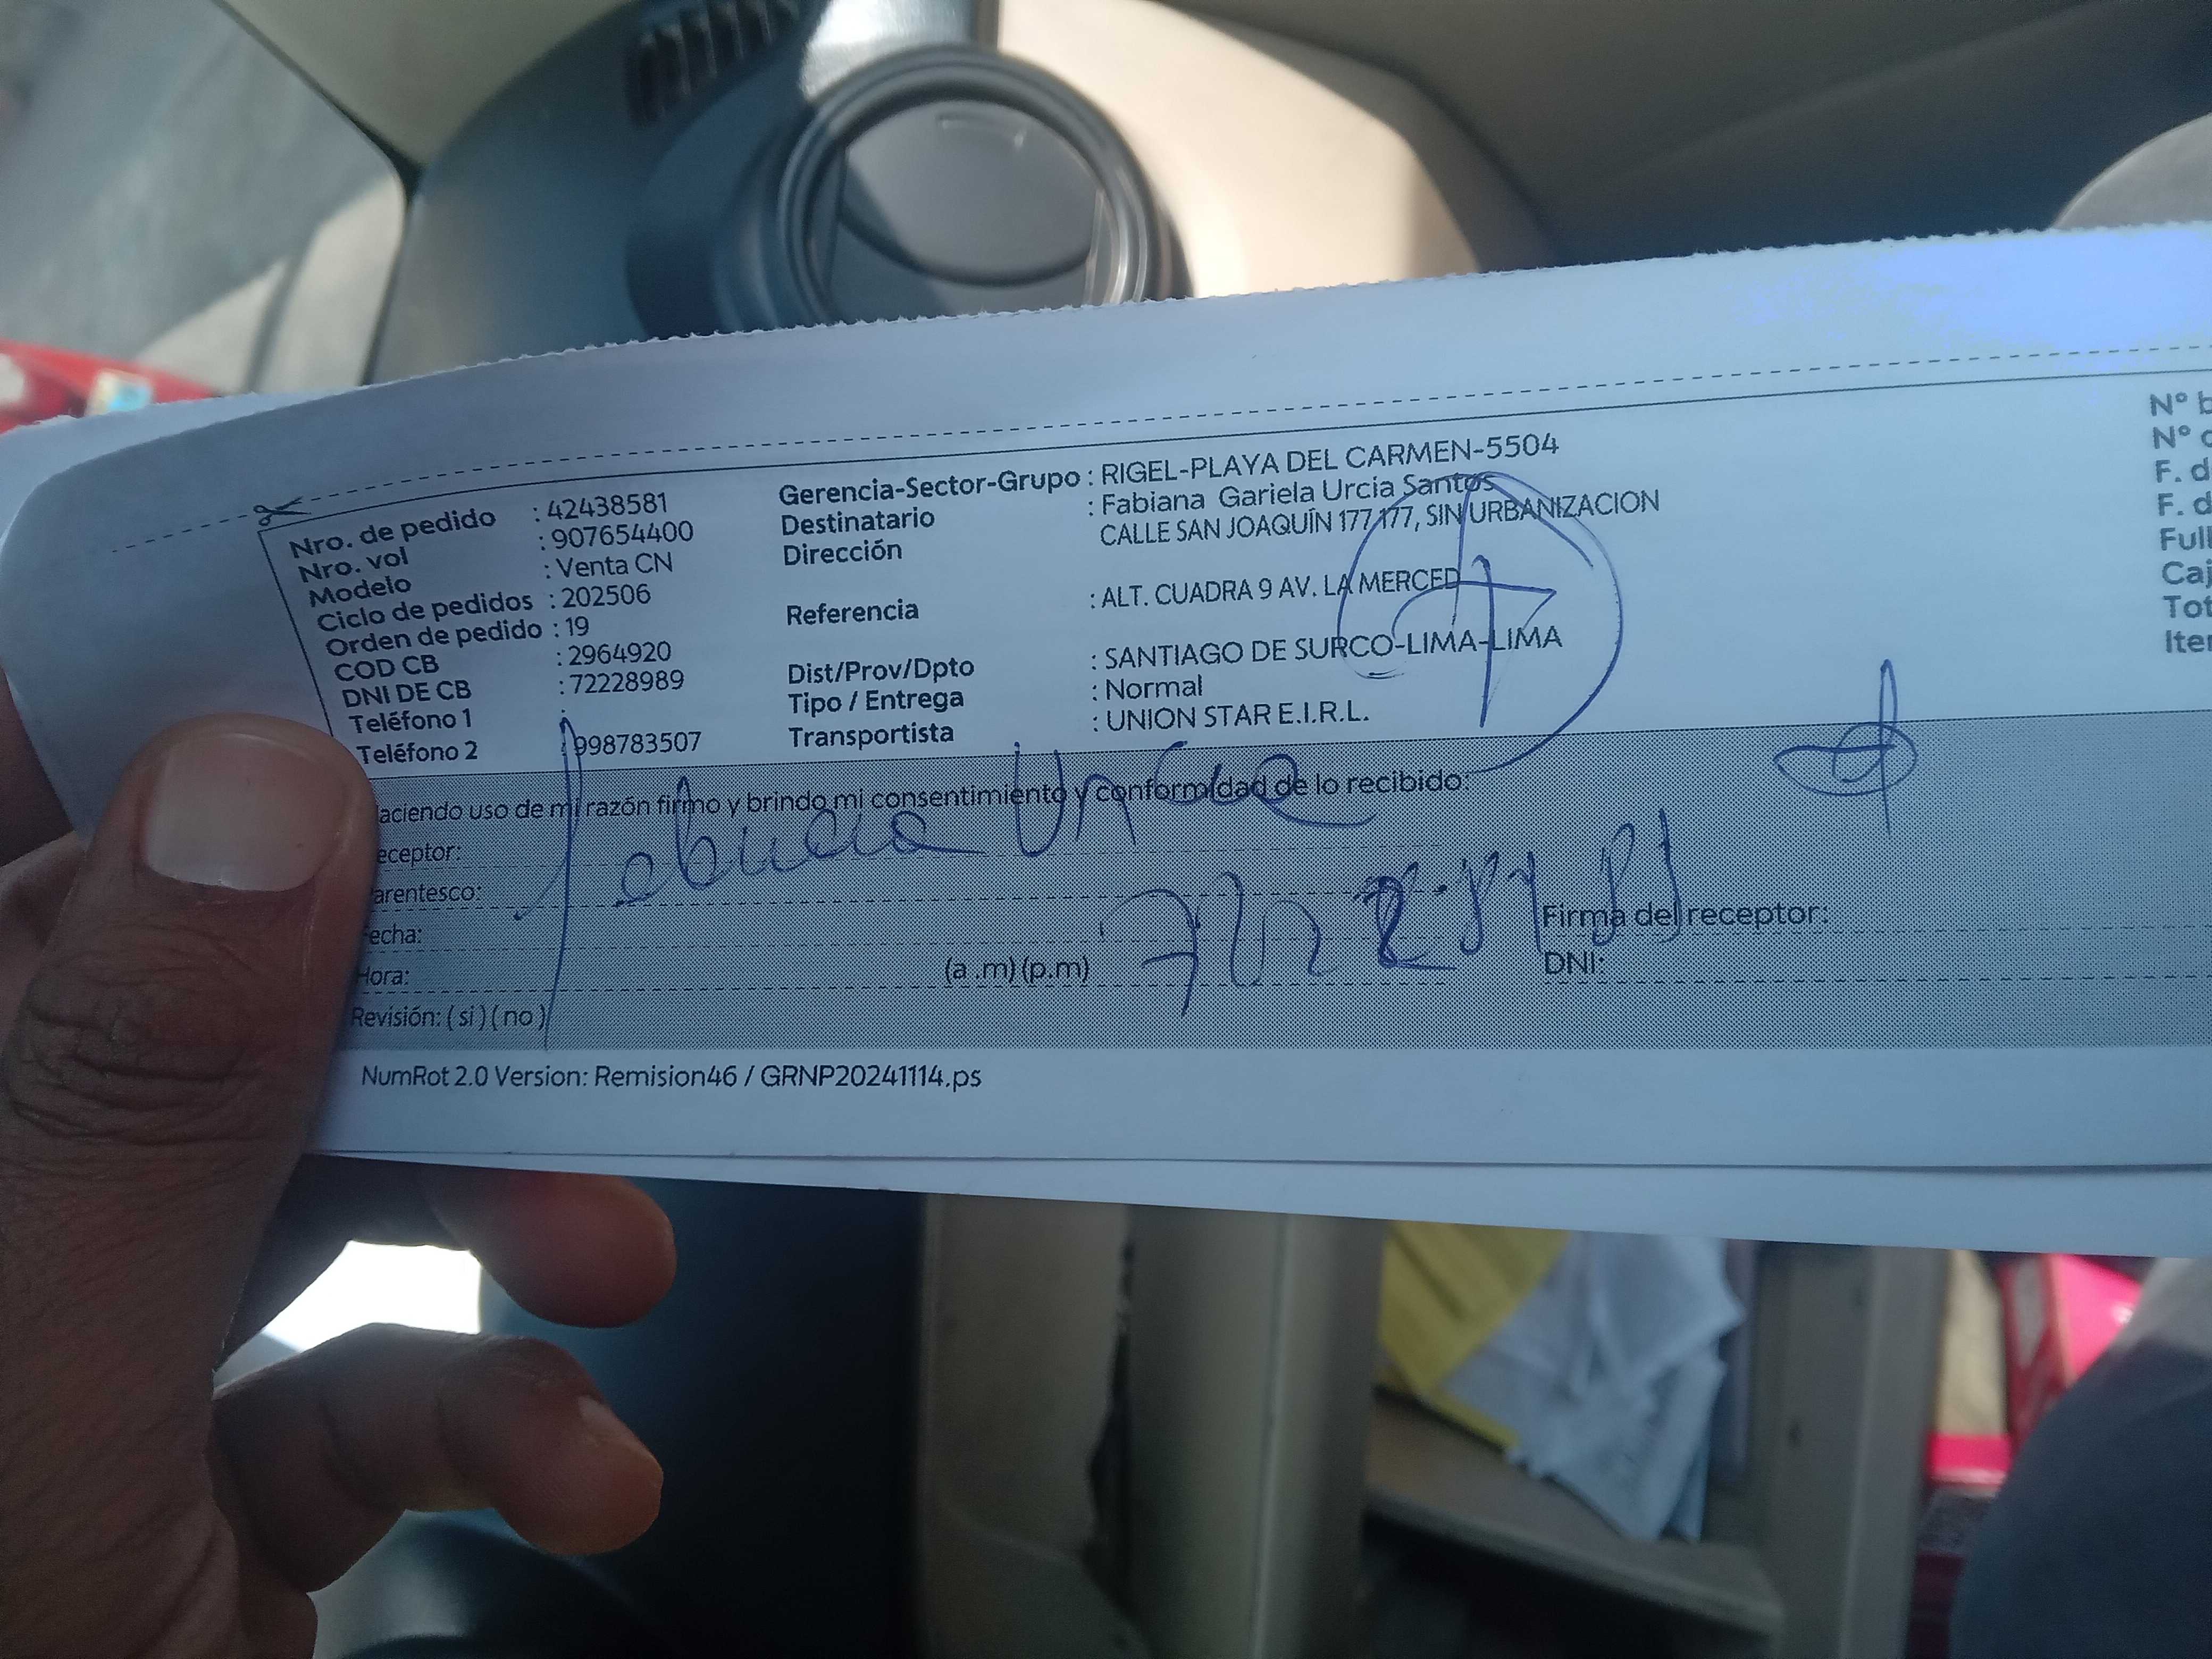 Nro. de pedido : 42438581
Nro. vol : 907654400
Modelo : Venta CN
Ciclo de pedidos : 202506
Orden de pedido : 19
COD CB : 2964920
DNI DE CB : 72228989
Teléfono 1 :
Teléfono 2 : 998783507
Gerencia-Sector-Grupo : RIGEL-PLAYA DEL CARMEN-5504
Destinatario : Fabiana Gariela Urcia Santos
Dirección CALLE SAN JOAQUÍN 177 177, SIN URBANIZACION
Referencia : ALT. CUADRA 9 AV. LA MERCED
Dist/Prov/Dpto : SANTIAGO DE SURCO-LIMA-LIMA
Tipo / Entrega : Normal
Transportista : UNION STAR E.I.R.L.
N° b
N° c
F. d
F. d
Full
Caj
Tot
Iter
aciendo uso de mi razón firmo y brindo mi consentimiento y conformidad de lo recibido:
eceptor:
arentesco:
echa:
Hora: (a .m) (p.m)
Revisión: ( si ) ( no )
Urcia
Firma del receptor:
DNI:
NumRot 2.0 Version: Remision46 / GRNP20241114.ps